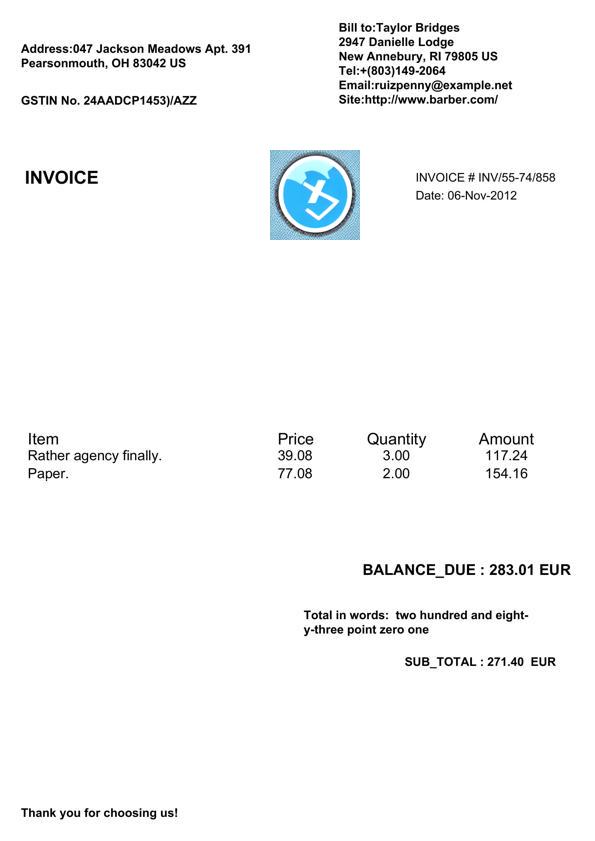 Address:047 Jackson Meadows Apt. 391
Pearsonmouth, OH 83042 US
GSTIN No. 24AADCP1453)/AZZ
Bill to:Taylor Bridges
2947 Danielle Lodge
New Annebury, RI 79805 US
Tel:+(803)149-2064
Email:ruizpenny@example.net
Site:http://www.barber.com/
INVOICE
INVOICE # INV/55-74/858
Date: 06-Nov-2012
Item Price Quantity Amount
Rather agency finally. 39.08 3.00 117.24
Paper. 77.08 2.00 154.16
BALANCE_DUE : 283.01 EUR
Total in words:  two hundred and eight-
y-three point zero one
SUB_TOTAL : 271.40  EUR
Thank you for choosing us!